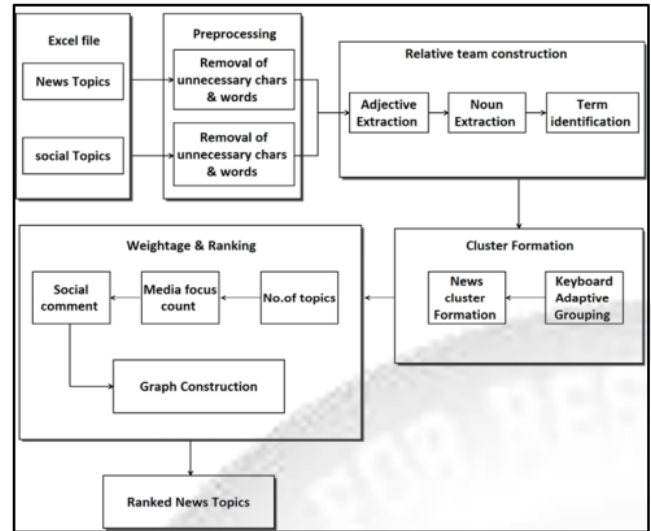 Excel file
News Topics
social Topics
Preprocessing
Removal of
unnecessary chars
& words
Removal of
unnecessary chars
& words
Relative team construction
Adjective
Extraction
Noun
Extraction
Term
identification
Cluster Formation
Keyboard
Adaptive
Grouping
News
cluster
Formation
Weightage & Ranking
No.of topics
Media focus
count
Social
comment
Graph Construction
Ranked News Topics
FOR RES